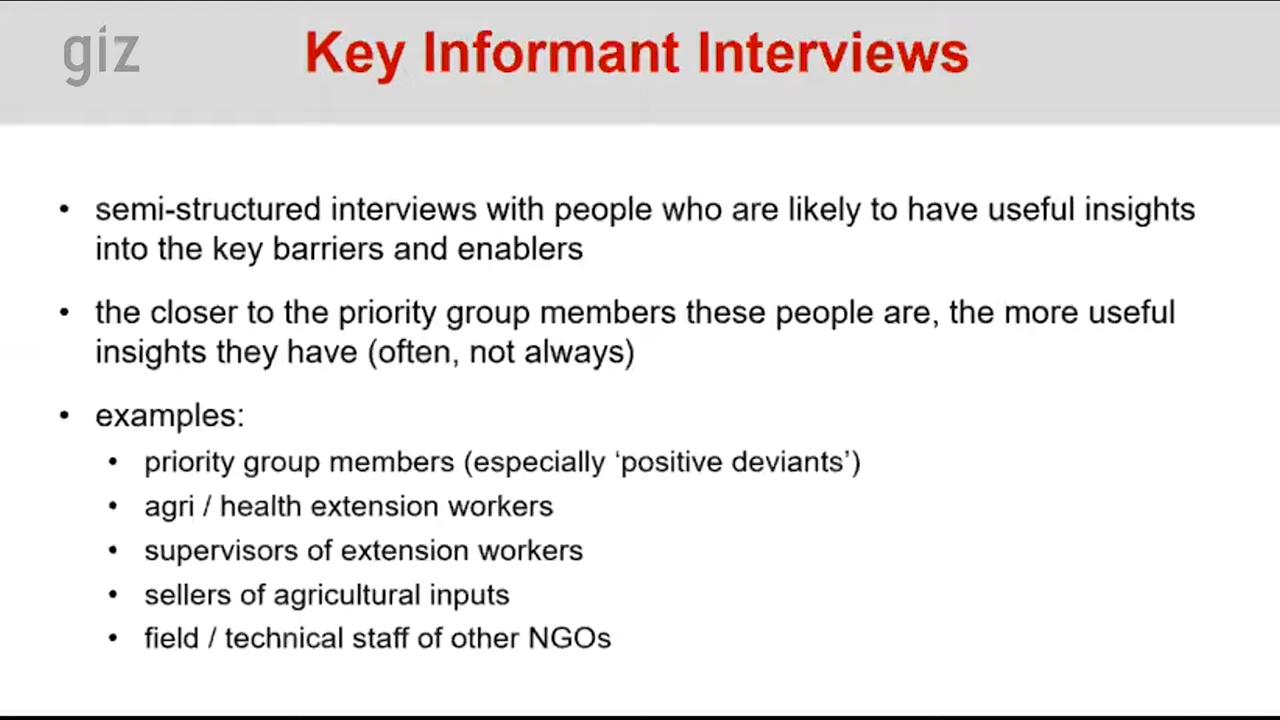 giz
Key Informant Interviews
• semi-structured interviews with people who are likely to have useful insights
into the key barriers and enablers
• the closer to the priority group members these people are, the more useful
insights they have (often, not always)
• examples:
• priority group members (especially ‘positive deviants’)
• agri / health extension workers
• supervisors of extension workers
• sellers of agricultural inputs
• field / technical staff of other NGOs